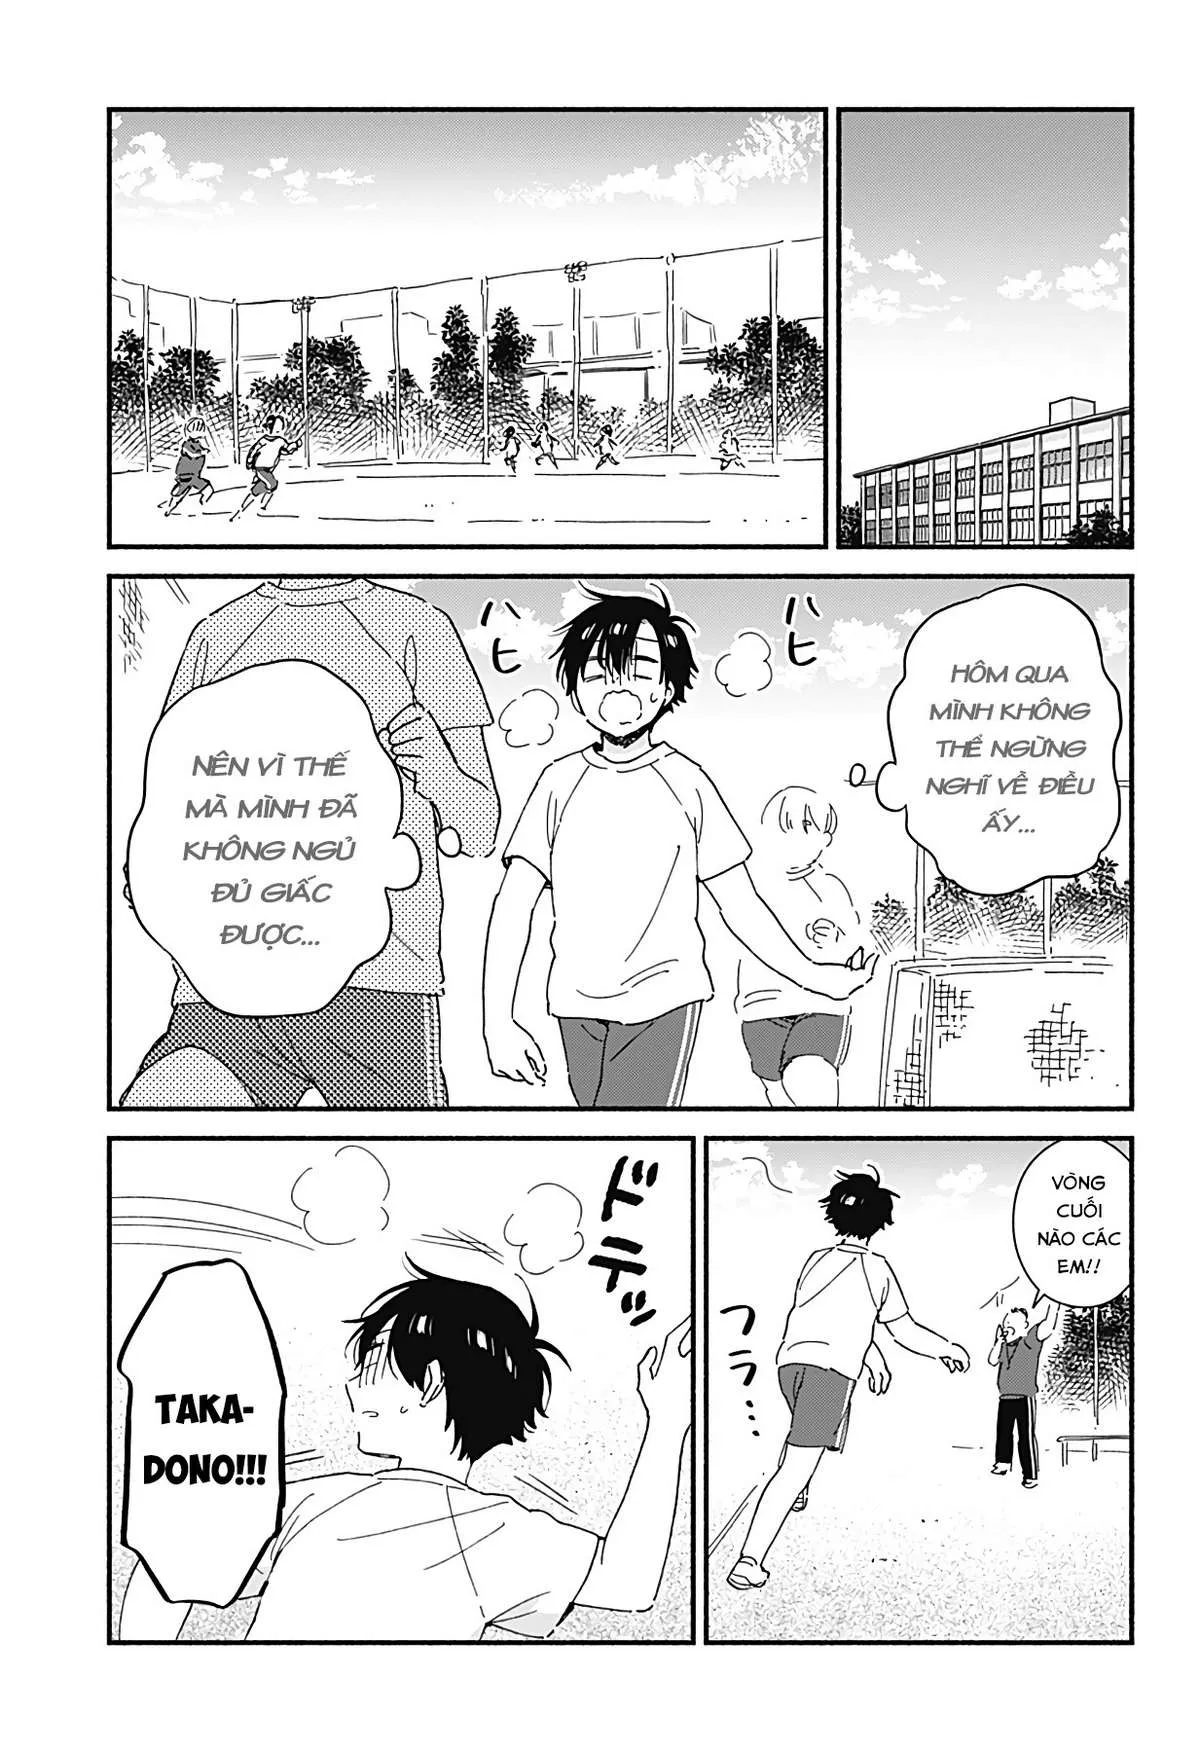 HÔM QUA
MÌNH KHÔNG
THỂ NGỪNG
NGHĨ VỀ ĐIỀU
ẤY...
ハヒ
ハヒ
NÊN VÌ THẾ
MÀ MÌNH ĐÃ
KHÔNG NGỦ
ĐỦ GIẤC
ĐƯỢC...
VÒNG
CUỐI
NÀO CÁC
EM!!
フラ...
ドテッ
TAKA-
DONO!!!